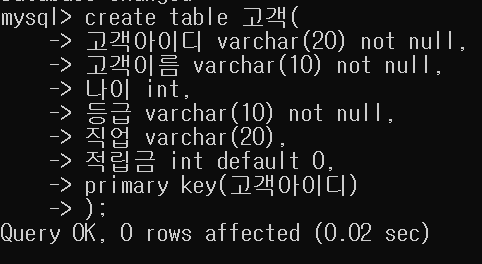 mysql> create table 고객(
-> 고객아이디 varchar(20) not null,
-> 고객이름 varchar(10) not null,
-> 나이 int,
-> 등급 varchar(10) not null,
-> 직업 varchar(20),
-> 적립금 int default 0,
-> primary key(고객아이디)
-> );
Query OK, 0 rows affected (0.02 sec)